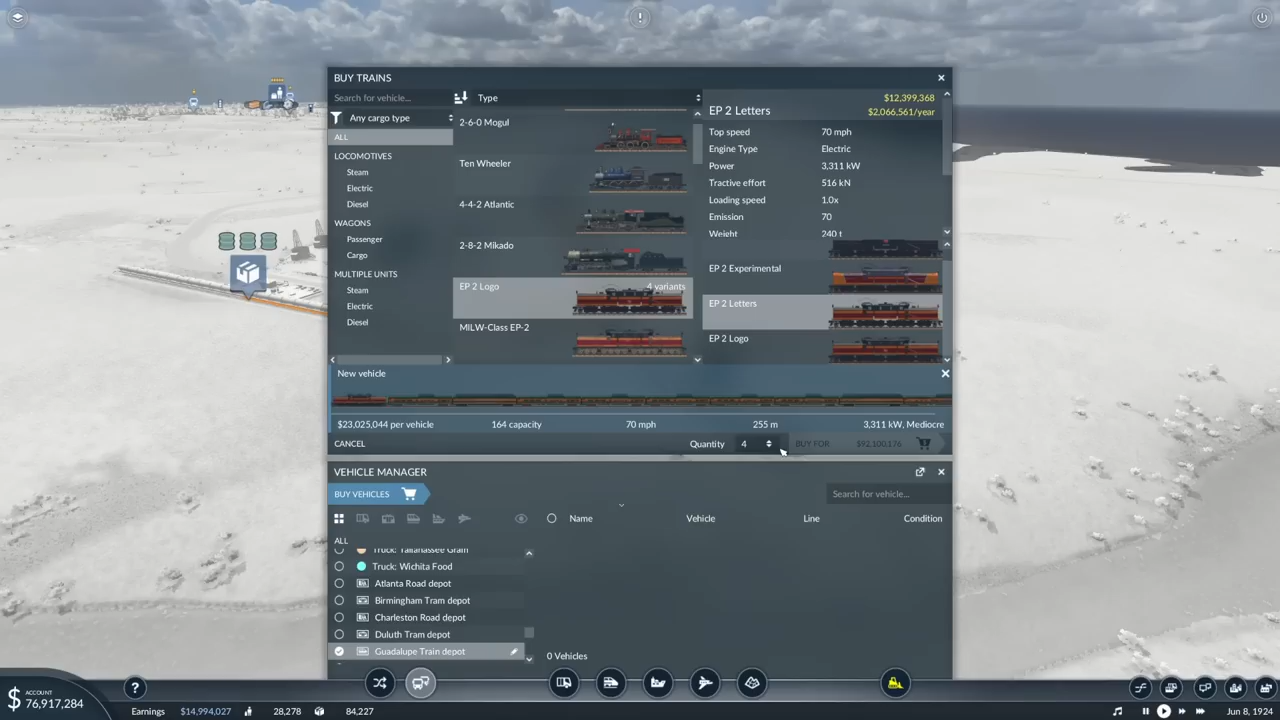 BUY TRAINS
Search for vehicle...
Type
Any cargo type
ALL
LOCOMOTIVES
Steam
Electric
Diesel
WAGONS
Passenger
Cargo
MULTIPLE UNITS
Steam
Electric
Diesel
2-6-0 Mogul
Ten Wheeler
4-4-2 Atlantic
2-8-2 Mikado
EP 2 Logo 4 variants
MILW-Class EP-2
$12,399,368
EP 2 Letters $2,066,561/year
Top speed 70 mph
Engine Type Electric
Power 3,311 kW
Tractive effort 516 kN
Loading speed 1.0x
Emission 70
Weight 240 t
EP 2 Experimental
EP 2 Letters
EP 2 Logo
New vehicle
$23,025,044 per vehicle 164 capacity 70 mph 255 m 3,311 kW, Mediocre
CANCEL Quantity 4 BUY FOR $92,100,176
VEHICLE MANAGER
BUY VEHICLES Search for vehicle...
Name Vehicle Line Condition
ALL
Truck: Tallahassee Grain
Truck: Wichita Food
Atlanta Road depot
Birmingham Tram depot
Charleston Road depot
Duluth Tram depot
Guadalupe Train depot
0 Vehicles
ACCOUNT
$ 76,917,284
?
Earnings $14,994,027 28,278 84,227 Jun 8, 1924